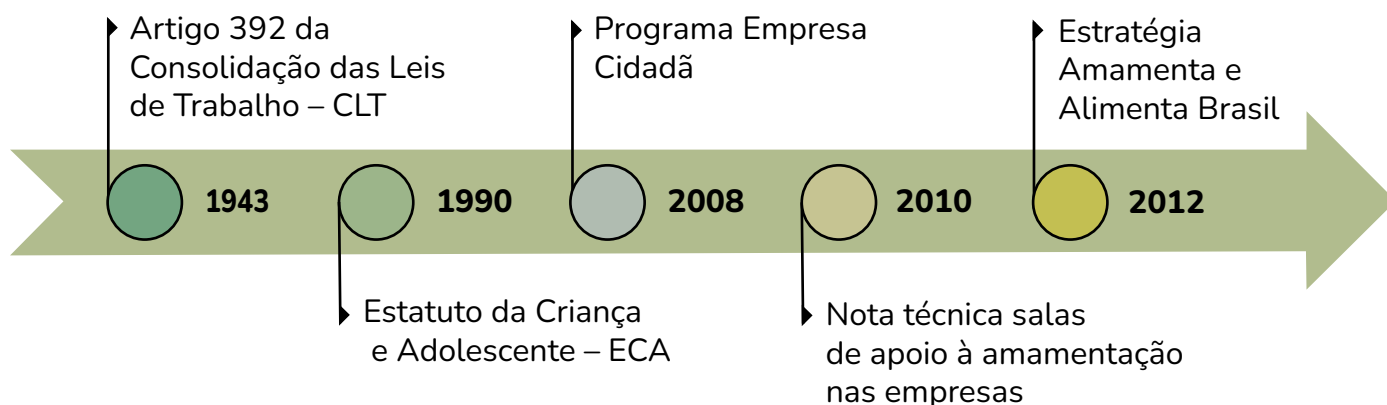 Artigo 392 da
Consolidação das Leis
de Trabalho – CLT
Programa Empresa
Cidadã
Estratégia
Amamenta e
Alimenta Brasil
1943
1990
2008
2010
2012
Estatuto da Criança
e Adolescente – ECA
Nota técnica salas
de apoio à amamentação
nas empresas